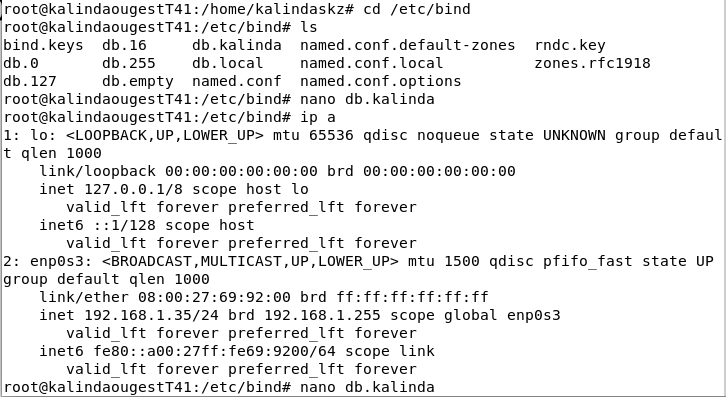 root@kalindaougestT41:/home/kalindaskz# cd /etc/bind
root@kalindaougestT41:/etc/bind# ls
bind.keys  db.16     db.kalinda  named.conf.default-zones  rndc.key
db.0       db.255    db.local    named.conf.local          zones.rfc1918
db.127     db.empty  named.conf  named.conf.options
root@kalindaougestT41:/etc/bind# nano db.kalinda
root@kalindaougestT41:/etc/bind# ip a
1: lo: <LOOPBACK,UP,LOWER_UP> mtu 65536 qdisc noqueue state UNKNOWN group defaul
t qlen 1000
    link/loopback 00:00:00:00:00:00 brd 00:00:00:00:00:00
    inet 127.0.0.1/8 scope host lo
       valid_lft forever preferred_lft forever
    inet6 ::1/128 scope host
       valid_lft forever preferred_lft forever
2: enp0s3: <BROADCAST,MULTICAST,UP,LOWER_UP> mtu 1500 qdisc pfifo_fast state UP
group default qlen 1000
    link/ether 08:00:27:69:92:00 brd ff:ff:ff:ff:ff:ff
    inet 192.168.1.35/24 brd 192.168.1.255 scope global enp0s3
       valid_lft forever preferred_lft forever
    inet6 fe80::a00:27ff:fe69:9200/64 scope link
       valid_lft forever preferred_lft forever
root@kalindaougestT41:/etc/bind# nano db.kalinda